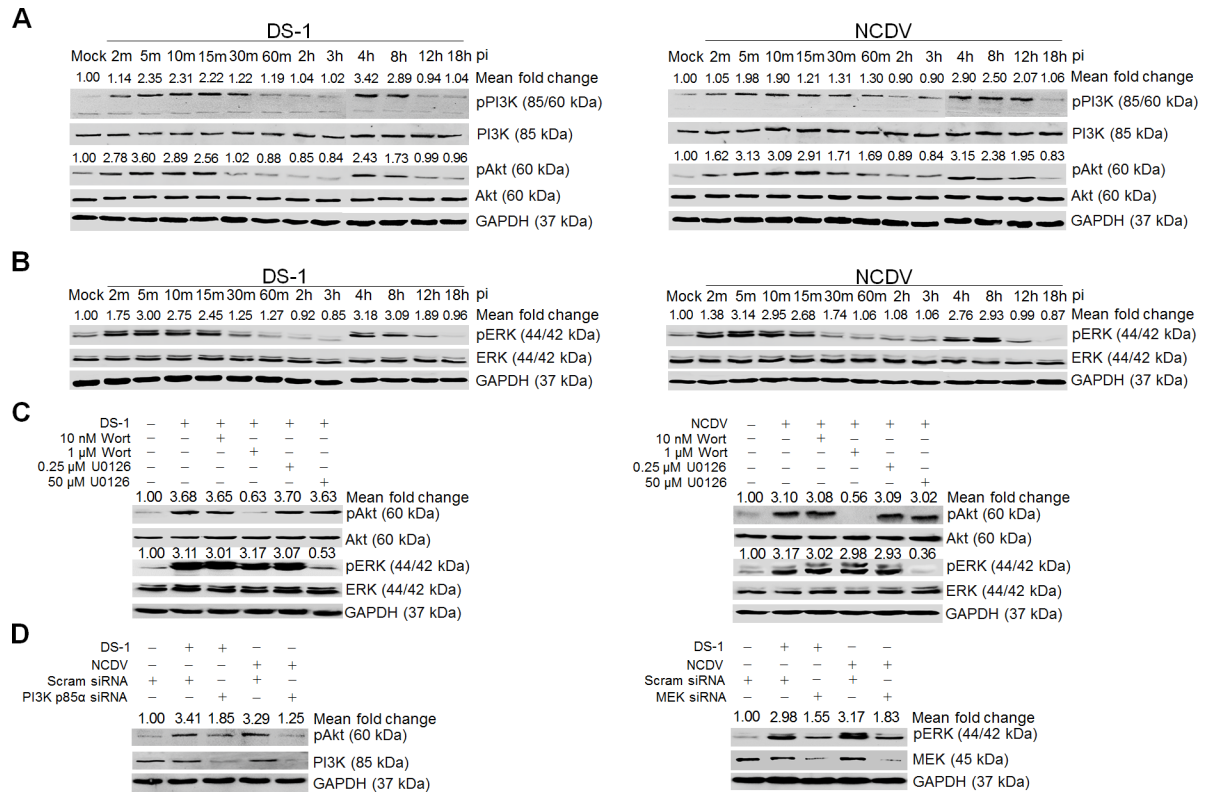 A
DS-1
Mock 2m 5m 10m 15m 30m 60m 2h 3h 4h 8h 12h 18h pi
1.00 1.14 2.35 2.31 2.22 1.22 1.19 1.04 1.02 3.42 2.89 0.94 1.04 Mean fold change
pPI3K (85/60 kDa)
PI3K (85 kDa)
1.00 2.78 3.60 2.89 2.56 1.02 0.88 0.85 0.84 2.43 1.73 0.99 0.96
pAkt (60 kDa)
Akt (60 kDa)
GAPDH (37 kDa)
NCDV
Mock 2m 5m 10m 15m 30m 60m 2h 3h 4h 8h 12h 18h pi
1.00 1.05 1.98 1.90 1.21 1.31 1.30 0.90 0.90 2.90 2.50 2.07 1.06 Mean fold change
pPI3K (85/60 kDa)
PI3K (85 kDa)
1.00 1.62 3.13 3.09 2.91 1.71 1.69 0.89 0.84 3.15 2.38 1.95 0.83
pAkt (60 kDa)
Akt (60 kDa)
GAPDH (37 kDa)
B
DS-1
Mock 2m 5m 10m 15m 30m 60m 2h 3h 4h 8h 12h 18h pi
1.00 1.75 3.00 2.75 2.45 1.25 1.27 0.92 0.85 3.18 3.09 1.89 0.96 Mean fold change
pERK (44/42 kDa)
ERK (44/42 kDa)
GAPDH (37 kDa)
NCDV
Mock 2m 5m 10m 15m 30m 60m 2h 3h 4h 8h 12h 18h pi
1.00 1.38 3.14 2.95 2.68 1.74 1.06 1.08 1.06 2.76 2.93 0.99 0.87 Mean fold change
pERK (44/42 kDa)
ERK (44/42 kDa)
GAPDH (37 kDa)
C
DS-1 − + + + + +
10 nM Wort − − + − − −
1 μM Wort − − − + − −
0.25 μM U0126 − − − − + −
50 μM U0126 − − − − − +
1.00 3.68 3.65 0.63 3.70 3.63 Mean fold change
pAkt (60 kDa)
Akt (60 kDa)
1.00 3.11 3.01 3.17 3.07 0.53
pERK (44/42 kDa)
ERK (44/42 kDa)
GAPDH (37 kDa)
NCDV − + + + + +
10 nM Wort − − + − − −
1 μM Wort − − − + − −
0.25 μM U0126 − − − − + −
50 μM U0126 − − − − − +
1.00 3.10 3.08 0.56 3.09 3.02 Mean fold change
pAkt (60 kDa)
Akt (60 kDa)
1.00 3.17 3.02 2.98 2.93 0.36
pERK (44/42 kDa)
ERK (44/42 kDa)
GAPDH (37 kDa)
D
DS-1 − + + − −
NCDV − − − + +
Scram siRNA + + − + −
PI3K p85α siRNA − − + − +
1.00 3.41 1.85 3.29 1.25 Mean fold change
pAkt (60 kDa)
PI3K (85 kDa)
GAPDH (37 kDa)
DS-1 − + + − −
NCDV − − − + +
Scram siRNA + + − + −
MEK siRNA − − + − +
1.00 2.98 1.55 3.17 1.83 Mean fold change
pERK (44/42 kDa)
MEK (45 kDa)
GAPDH (37 kDa)